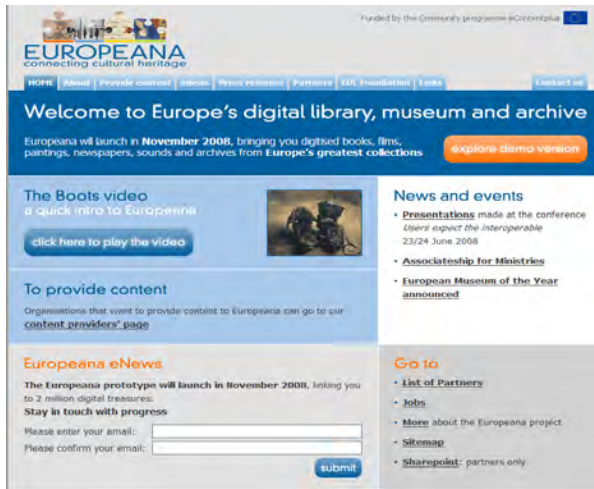 Funded by the Community programme eContentplus
EUROPEANA
connecting cultural heritage
HOME About Provide content eNews Press releases Partners EDL Foundation Links Contact us
Welcome to Europe's digital library, museum and archive
Europeana will launch in November 2008, bringing you digitised books, films,
paintings, newspapers, sounds and archives from Europe's greatest collections
explore demo version
The Boots video
a quick intro to Europeana
click here to play the video
To provide content
Organisations that want to provide content to Europeana can go to our
content providers' page
News and events
• Presentations made at the conference
Users expect the interoperable
23/24 June 2008
• Associateship for Ministries
• European Museum of the Year
announced
Europeana eNews
The Europeana prototype will launch in November 2008, linking you
to 2 million digital treasures.
Stay in touch with progress
Please enter your email:
Please confirm your email:
submit
Go to
• List of Partners
• Jobs
• More about the Europeana project
• Sitemap
• Sharepoint: partners only